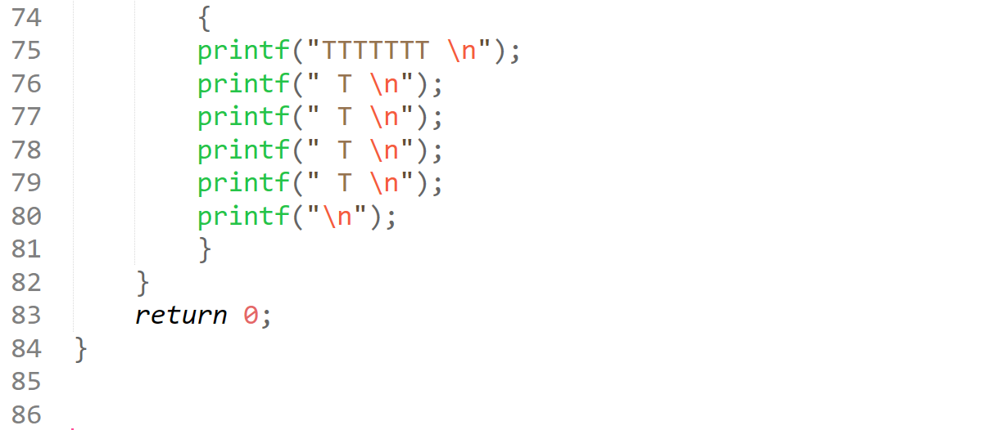 74 {
75 printf("TTTTTTT \n");
76 printf(" T \n");
77 printf(" T \n");
78 printf(" T \n");
79 printf(" T \n");
80 printf("\n");
81 }
82 }
83 return 0;
84 }
85
86